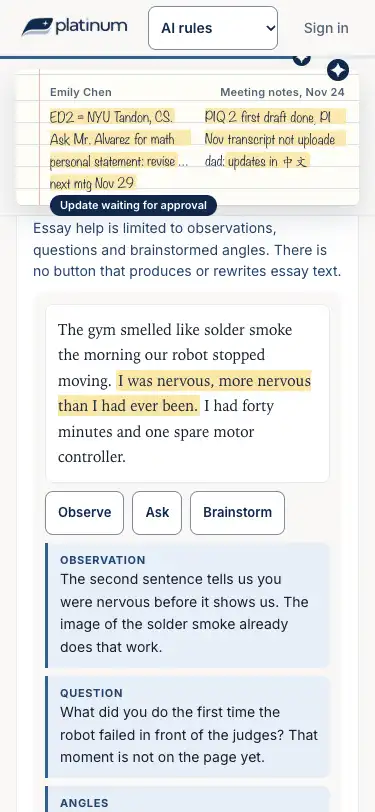 platinum
AI rules
Sign in
Emily Chen
Meeting notes, Nov 24
ED2 = NYU Tandon, CS.
Ask Mr. Alvarez for math
personal statement: revise ...
next mtg Nov 29
PIQ 2 first draft done, PI
Nov transcript not uploade
dad: updates in 中文
Update waiting for approval
Essay help is limited to observations,
questions and brainstormed angles. There is
no button that produces or rewrites essay text.
The gym smelled like solder smoke
the morning our robot stopped
moving. I was nervous, more nervous
than I had ever been. I had forty
minutes and one spare motor
controller.
Observe
Ask
Brainstorm
OBSERVATION
The second sentence tells us you
were nervous before it shows us. The
image of the solder smoke already
does that work.
QUESTION
What did you do the first time the
robot failed in front of the judges? That
moment is not on the page yet.
ANGLES